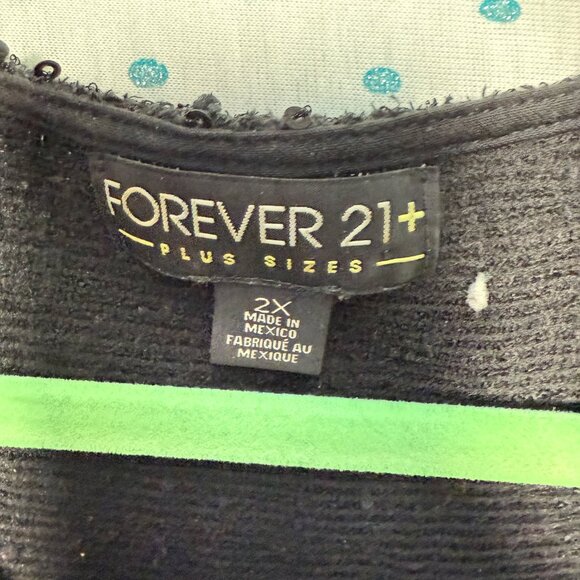 FOREVER 21+
PLUS SIZES
2X
MADE IN
MEXICO
FABRIQUÉ AU
MEXIQUE